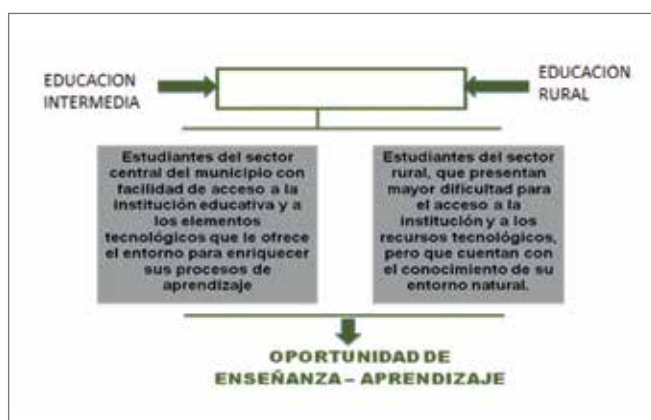 EDUCACION
INTERMEDIA
EDUCACION
RURAL
Estudiantes del sector
central del municipio con
facilidad de acceso a la
institución educativa y a
los elementos
tecnológicos que le ofrece
el entorno para enriquecer
sus procesos de
aprendizaje
Estudiantes del sector
rural, que presentan
mayor dificultad para
el acceso a la
institución y a los
recursos tecnológicos,
pero que cuentan con
el conocimiento de su
entorno natural.
OPORTUNIDAD DE
ENSEÑANZA – APRENDIZAJE